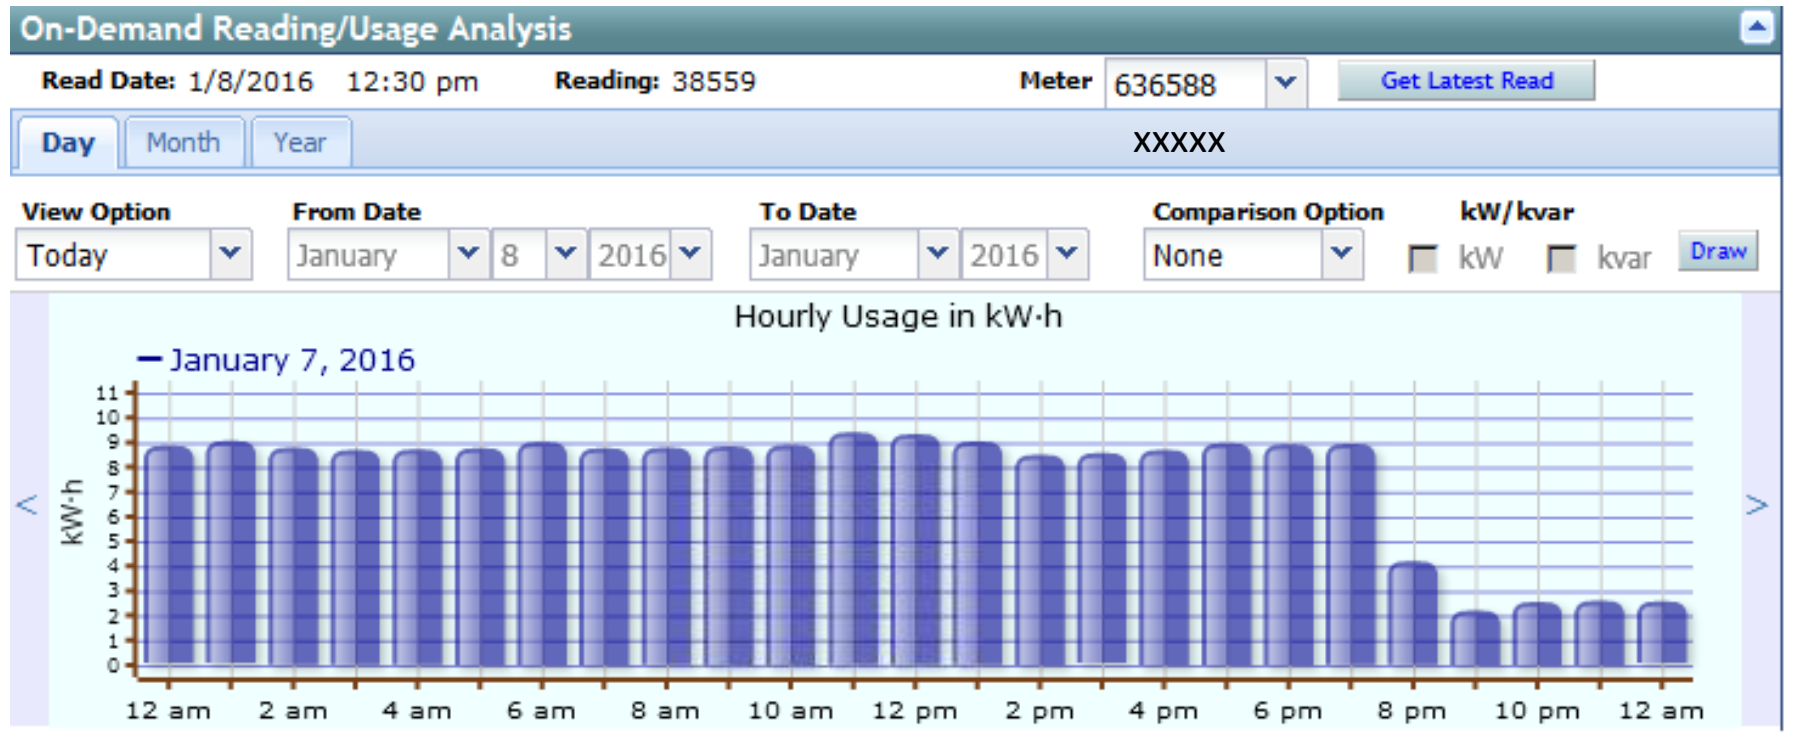 On-Demand Reading/Usage Analysis
Read Date: 1/8/2016 12:30 pm Reading: 38559 Meter 636588 Get Latest Read
Day Month Year XXXXX
View Option From Date To Date Comparison Option kW/kvar
Today January 8 2016 January 2016 None kW kvar Draw
Hourly Usage in kW·h
January 7, 2016
11
10
9
8
7
6
5
4
3
2
1
0
kW·h
< >
12 am 2 am 4 am 6 am 8 am 10 am 12 pm 2 pm 4 pm 6 pm 8 pm 10 pm 12 am